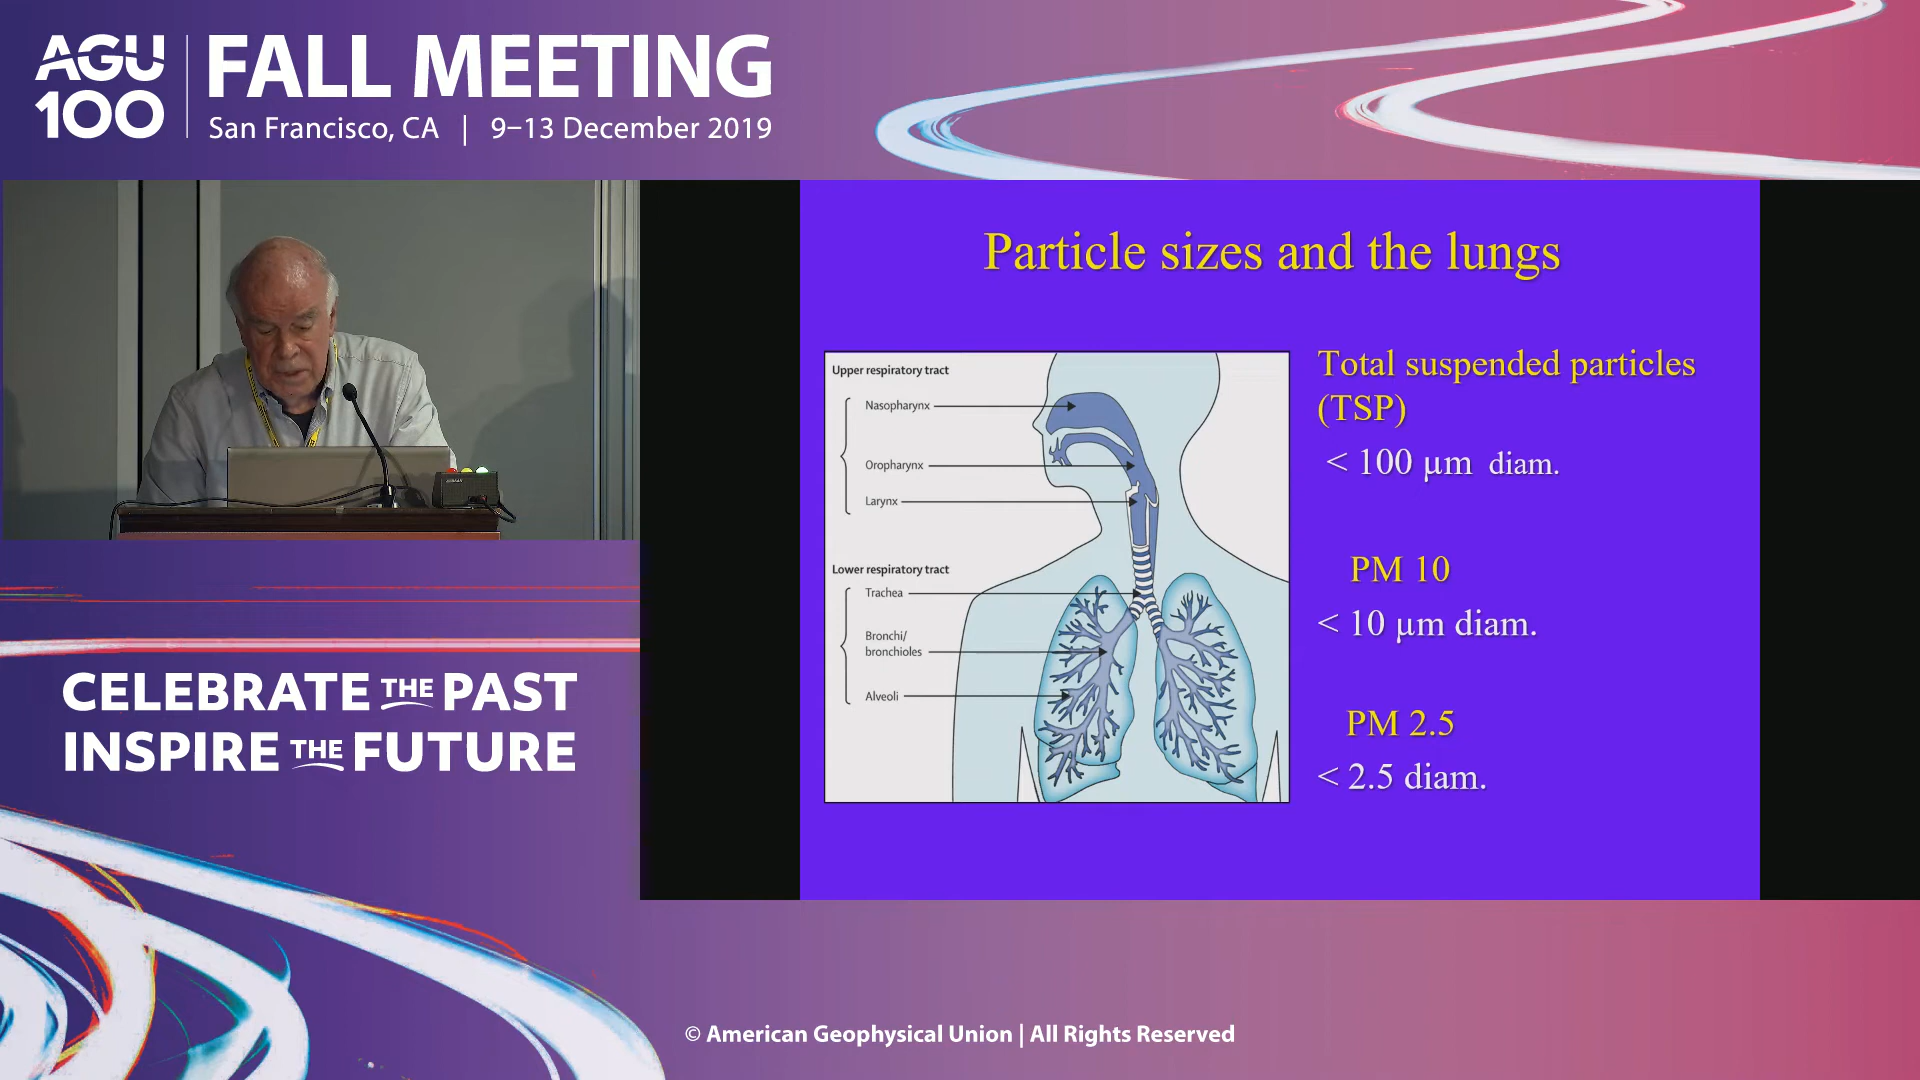 AGU
100
FALL MEETING
San Francisco, CA | 9–13 December 2019
Particle sizes and the lungs
Upper respiratory tract
Nasopharynx
Oropharynx
Larynx
Lower respiratory tract
Trachea
Bronchi/
bronchioles
Alveoli
Total suspended particles
(TSP)
< 100 µm diam.
PM 10
< 10 µm diam.
PM 2.5
< 2.5 diam.
CELEBRATE THE PAST
INSPIRE THE FUTURE
© American Geophysical Union | All Rights Reserved